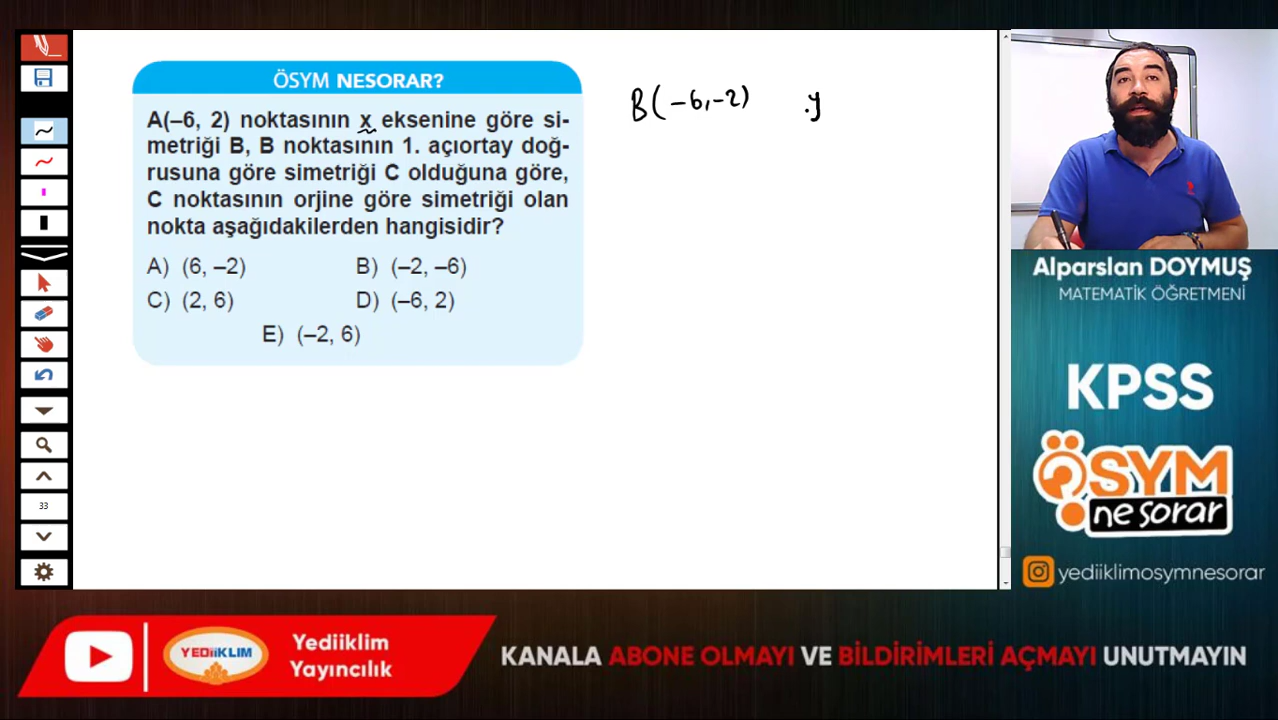 ÖSYM NESORAR?
A(–6, 2) noktasının x eksenine göre si-
metriği B, B noktasının 1. açıortay doğ-
rusuna göre simetriği C olduğuna göre,
C noktasının orjine göre simetriği olan
nokta aşağıdakilerden hangisidir?
A) (6, –2) B) (–2, –6)
C) (2, 6) D) (–6, 2)
E) (–2, 6)
B(-6,-2) .y
33
Alparslan DOYMUŞ
MATEMATİK ÖĞRETMENİ
KPSS
ÖSYM
ne sorar
yediiklimosymnesorar
YEDİİKLİM
Yediiklim
Yayıncılık
KANALA ABONE OLMAYI VE BİLDİRİMLERİ AÇMAYI UNUTMAYIN